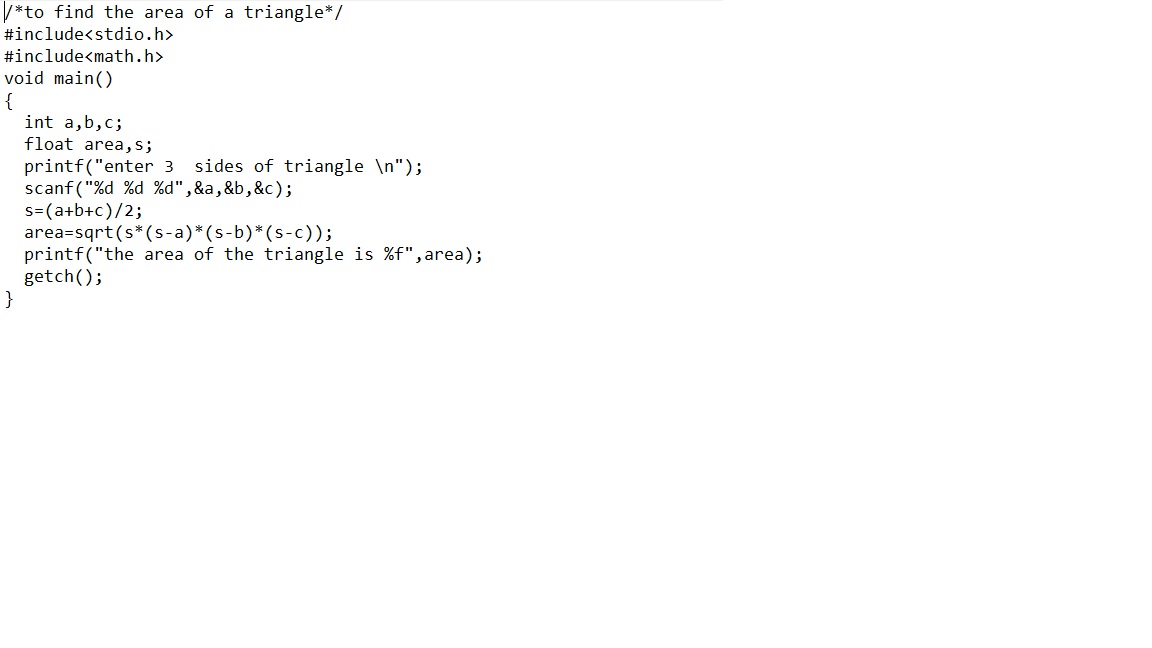 /*to find the area of a triangle*/
#include<stdio.h>
#include<math.h>
void main()
{
  int a,b,c;
  float area,s;
  printf("enter 3  sides of triangle \n");
  scanf("%d %d %d",&a,&b,&c);
  s=(a+b+c)/2;
  area=sqrt(s*(s-a)*(s-b)*(s-c));
  printf("the area of the triangle is %f",area);
  getch();
}